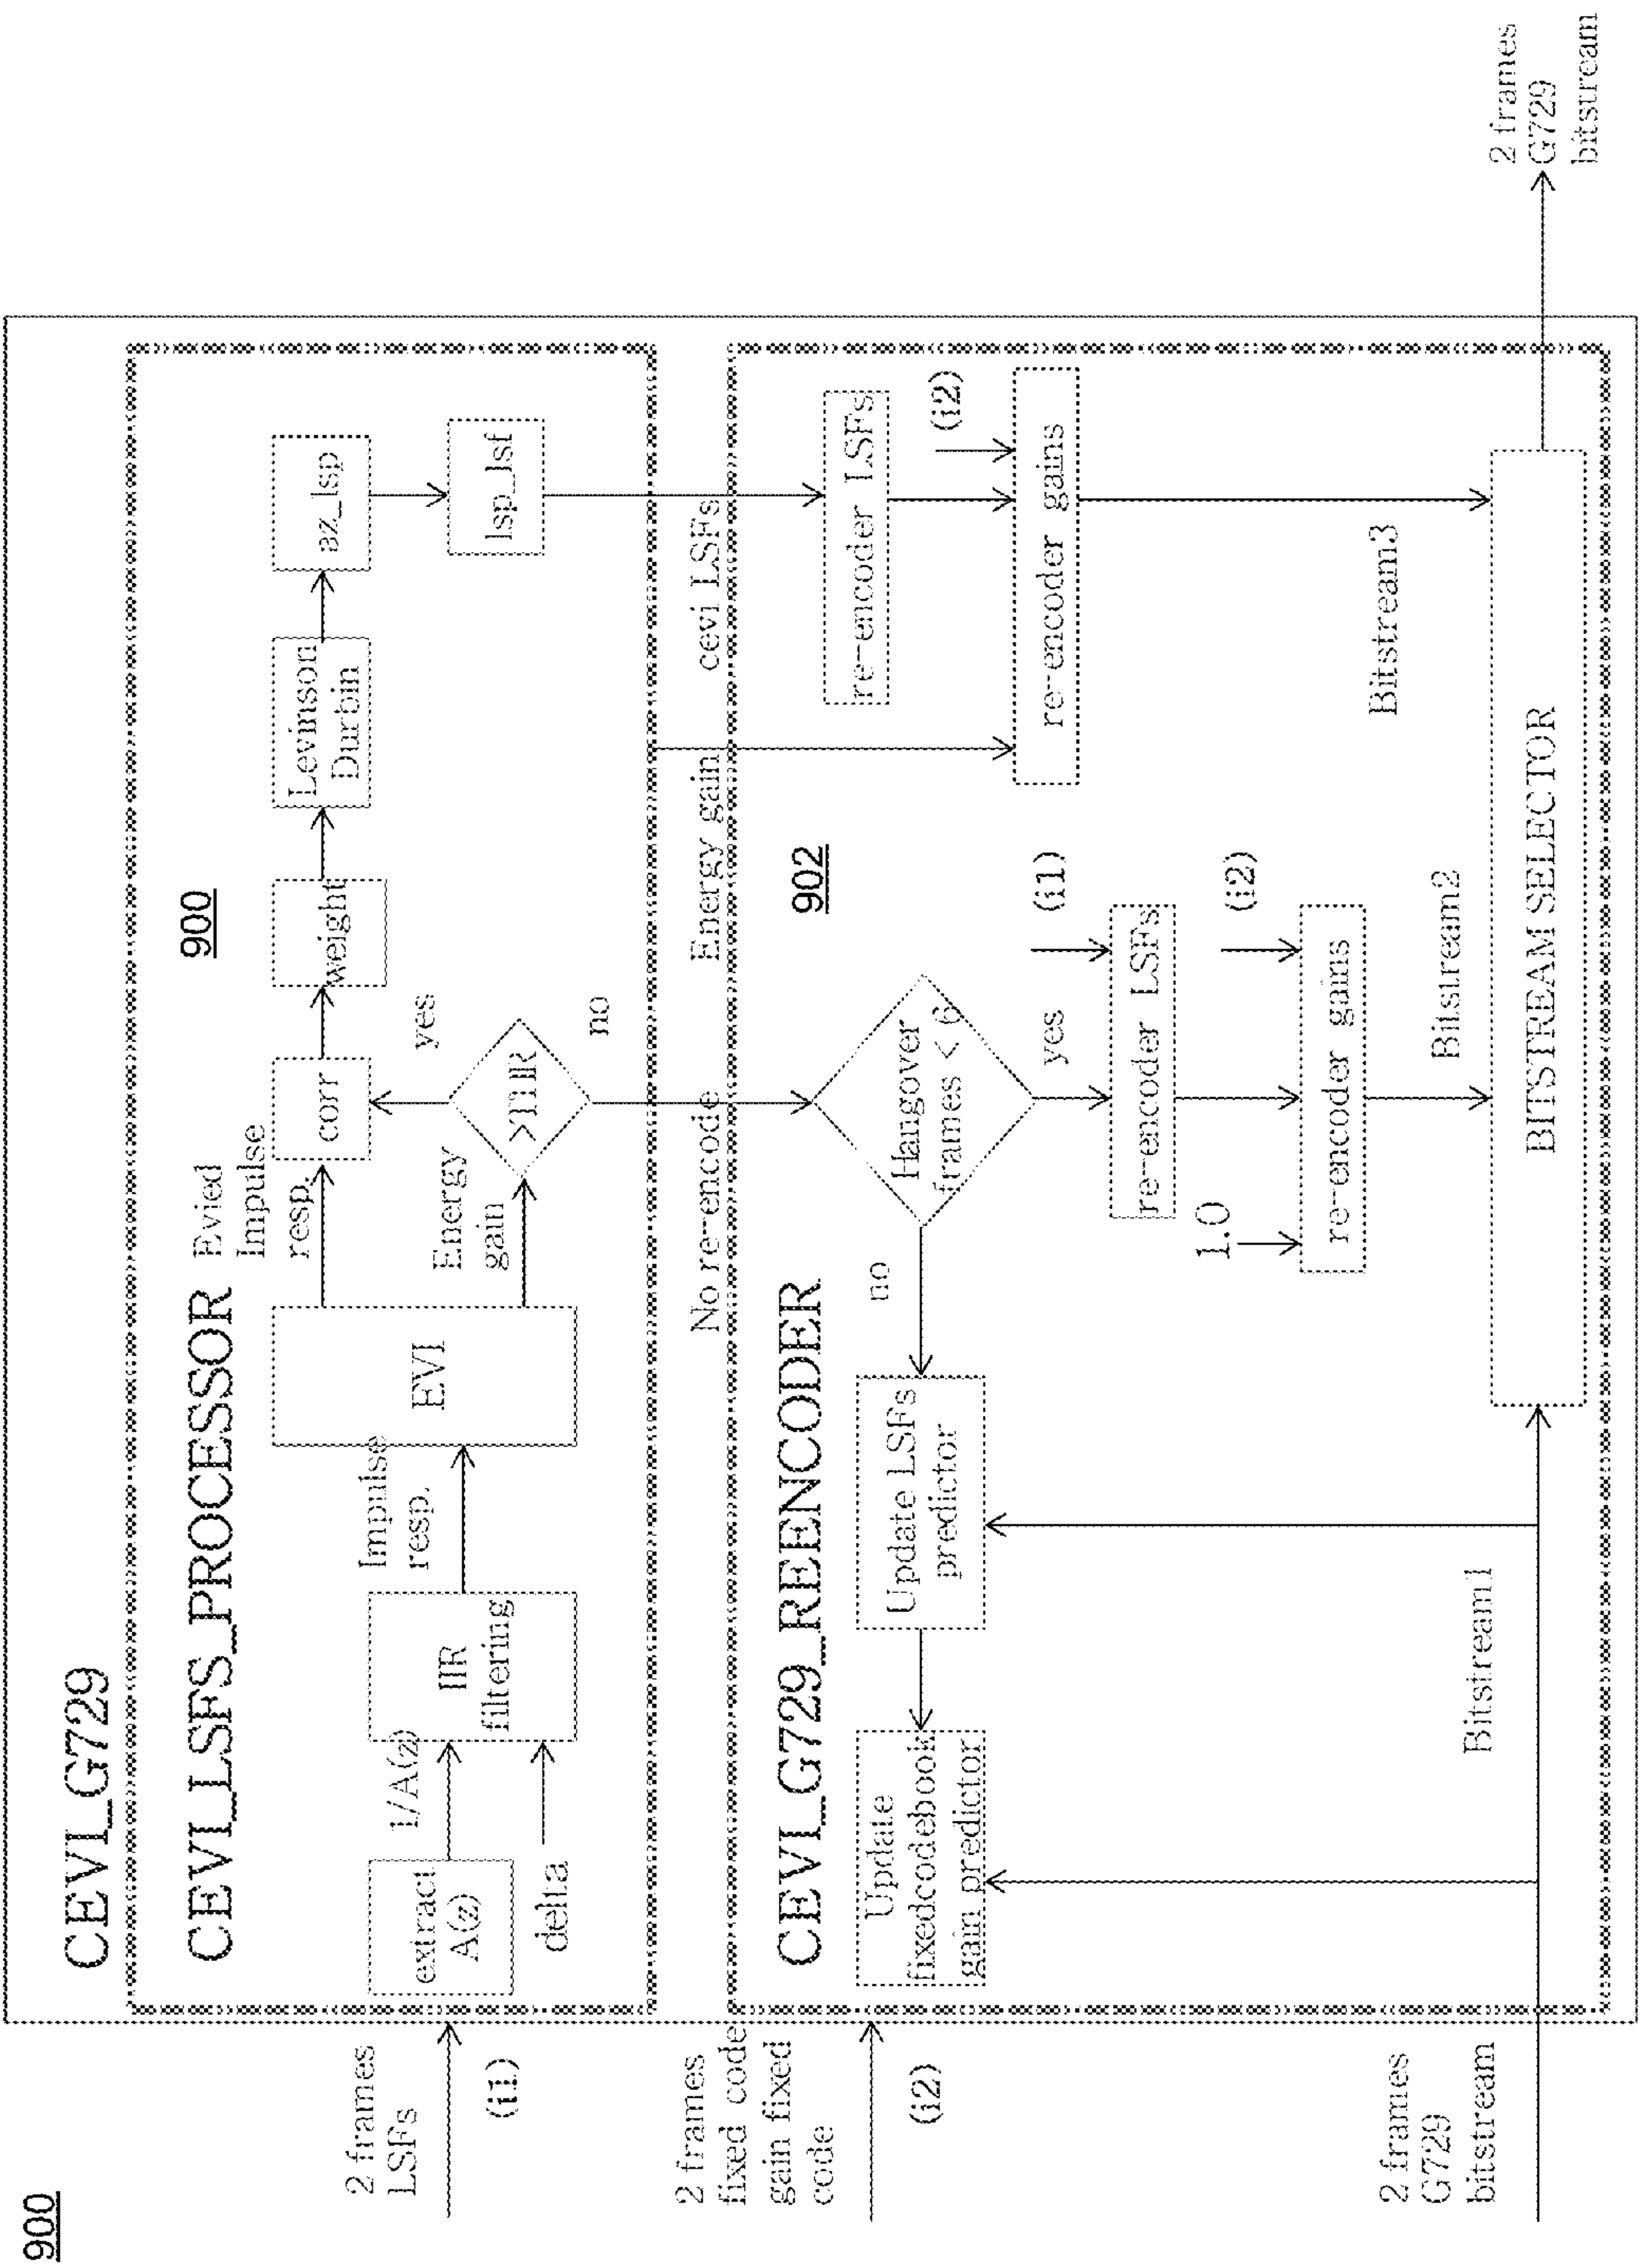 900
CEVI_G729
CEVI_LSFS_PROCESSOR
900
2 frames
LSFs
(i1)
extract
A(z)
1/A(z)
delta
IIR
filtering
Impulse
resp.
EVI
Evied
Impulse
resp.
Energy
gain
corr
>THR
yes
no
weight
Levinson
Durbin
az_lsp
lsp_lsf
No re-encode
Energy gain
cevi LSFs
2 frames
fixed code
gain fixed
code
(i2)
CEVI_G729_REENCODER
902
Update
fixedcodebook
gain predictor
Update LSFs
predictor
no
Hangover
frames < 6
yes
(i1)
re-encoder LSFs
1.0
(i2)
re-encoder gains
Bitstream2
re-encoder LSFs
(i2)
re-encoder gains
Bitstream3
Bitstream1
BITSTREAM SELECTOR
2 frames
G729
bitstream
2 frames
G729
bitsream